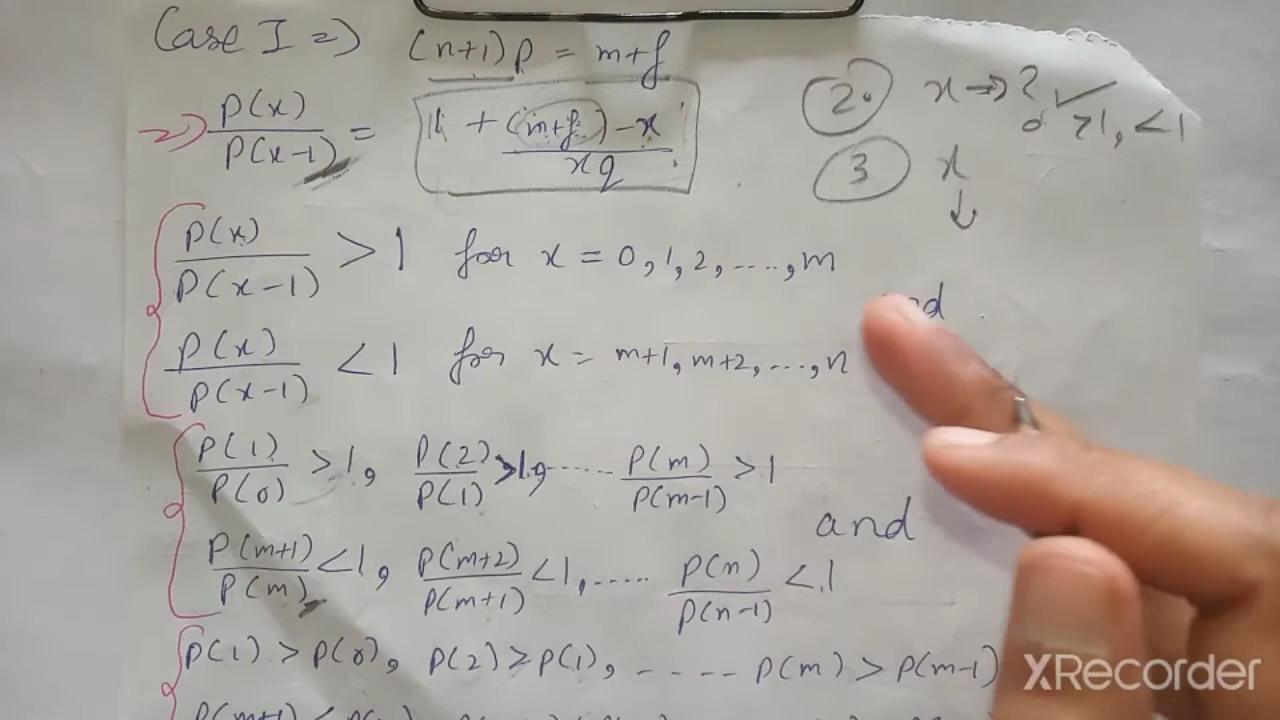 Case I => (n+1)p = m+f
=> P(x)/P(x-1) = 1 + ((m+f)-x)/(xq)
2. x → ? >1, <1
3 x
↓
P(x)/P(x-1) > 1 for x = 0, 1, 2, ...., m
P(x)/P(x-1) < 1 for x = m+1, m+2, ..., n
P(1)/P(0) > 1, P(2)/P(1) > 1, ..... P(m)/P(m-1) > 1
and
P(m+1)/P(m) < 1, P(m+2)/P(m+1) < 1, ..... P(n)/P(n-1) < 1
P(1) > P(0), P(2) > P(1), ----- P(m) > P(m-1)
XRecorder